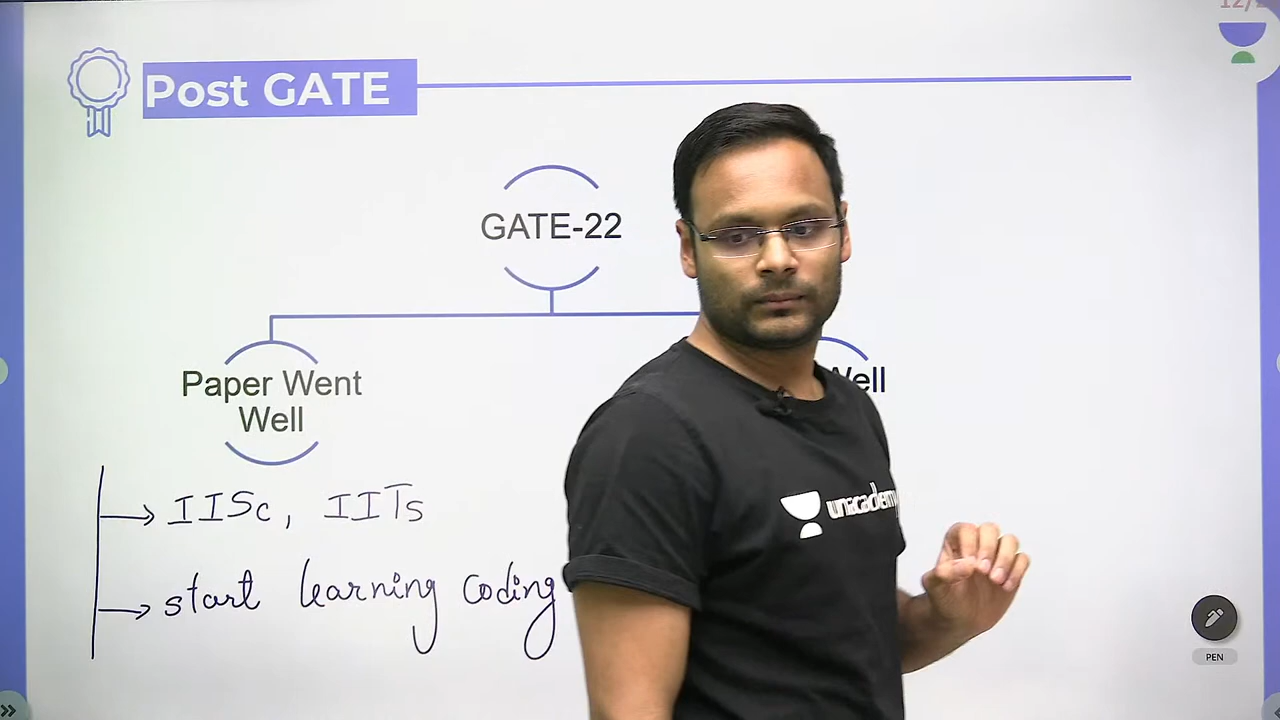 Post GATE
GATE-22
Paper Went
Well
Well
IISc, IITs
start learning coding
unacademy
PEN